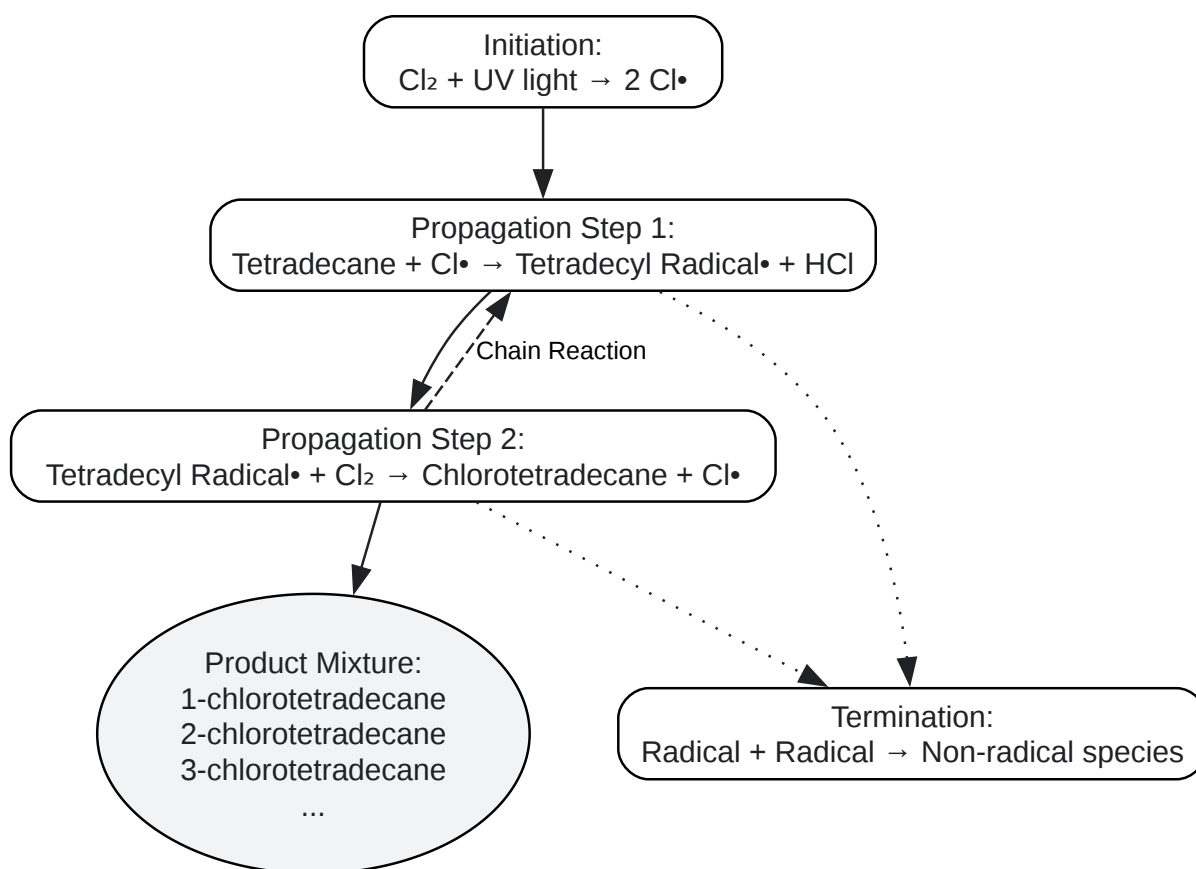 Initiation:
Cl₂ + UV light → 2 Cl•
Propagation Step 1:
Tetradecane + Cl• → Tetradecyl Radical• + HCl
Chain Reaction
Propagation Step 2:
Tetradecyl Radical• + Cl₂ → Chlorotetradecane + Cl•
Product Mixture:
1-chlorotetradecane
2-chlorotetradecane
3-chlorotetradecane
...
Termination:
Radical + Radical → Non-radical species